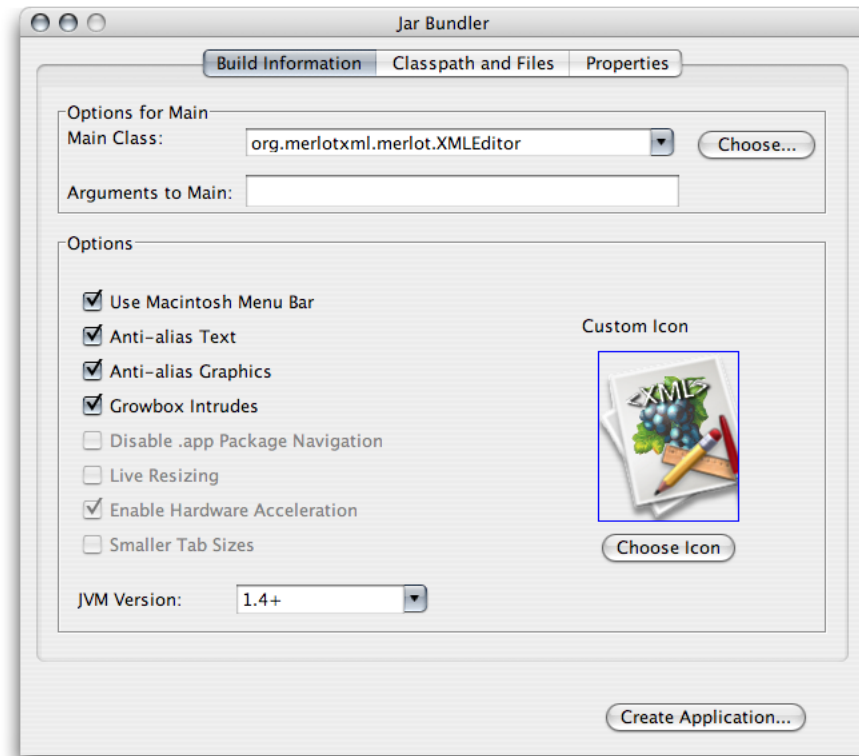 Jar Bundler
Build Information Classpath and Files Properties
Options for Main
Main Class: org.merlotxml.merlot.XMLEditor Choose...
Arguments to Main:
Options
Use Macintosh Menu Bar
Anti-alias Text
Custom Icon
Anti-alias Graphics
<XML>
Growbox Intrudes
Disable .app Package Navigation
Live Resizing
Enable Hardware Acceleration
Smaller Tab Sizes
Choose Icon
JVM Version: 1.4+
Create Application...